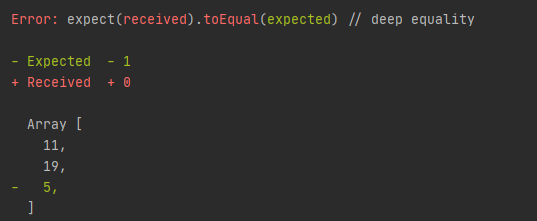 Error: expect(received).toEqual(expected) // deep equality
- Expected  - 1
+ Received  + 0
  Array [
    11,
    19,
-   5,
  ]